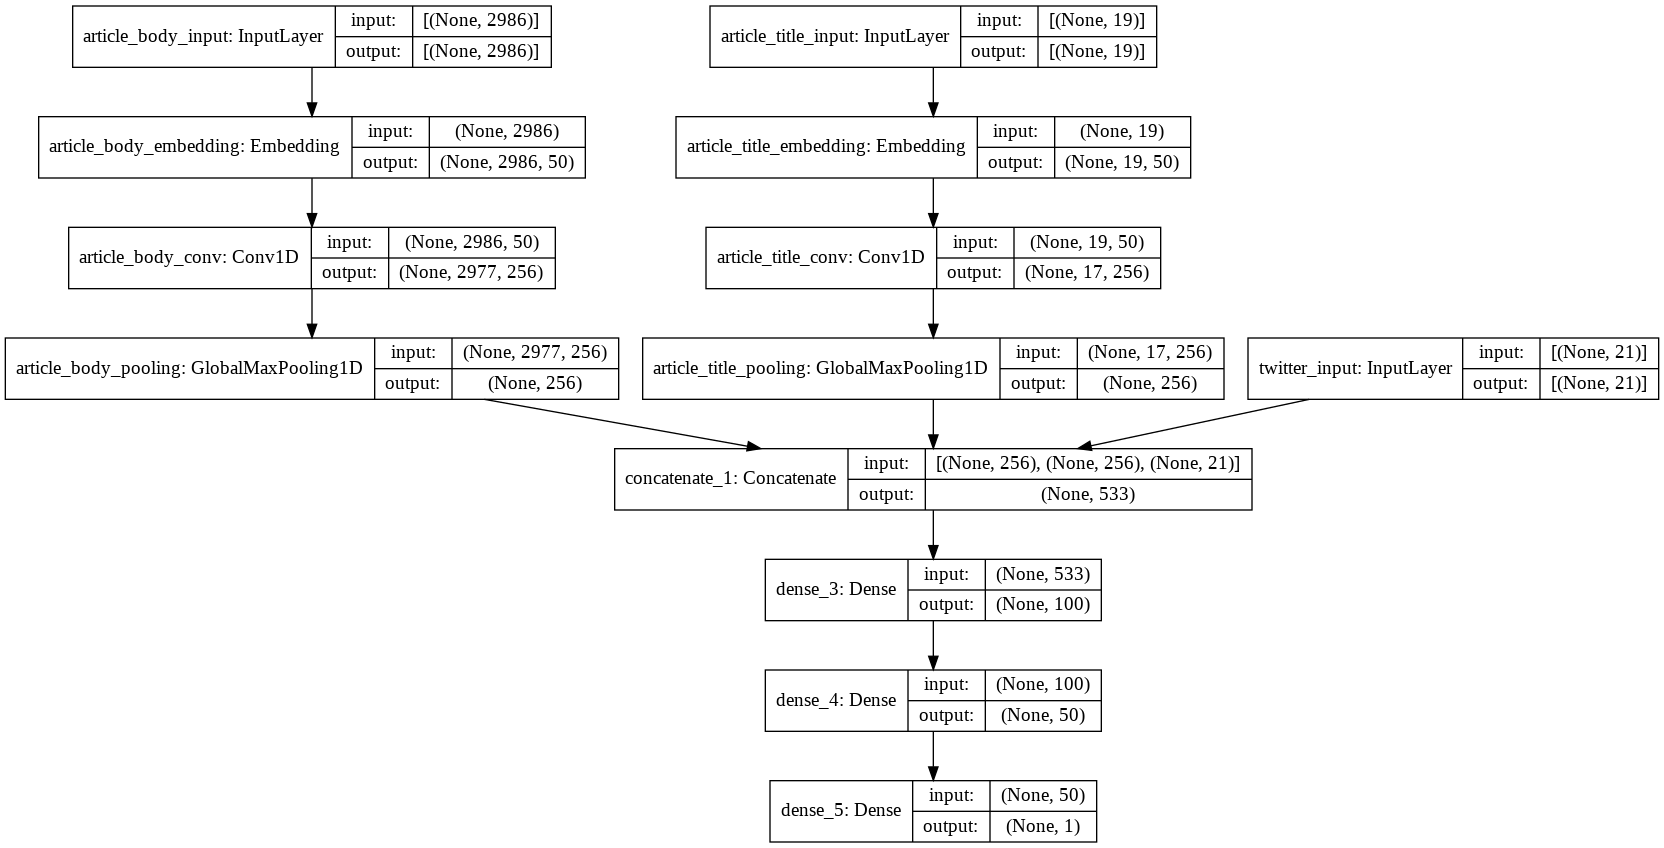 article_body_input: InputLayer
input: [(None, 2986)]
output: [(None, 2986)]
article_title_input: InputLayer
input: [(None, 19)]
output: [(None, 19)]
article_body_embedding: Embedding
input: (None, 2986)
output: (None, 2986, 50)
article_title_embedding: Embedding
input: (None, 19)
output: (None, 19, 50)
article_body_conv: Conv1D
input: (None, 2986, 50)
output: (None, 2977, 256)
article_title_conv: Conv1D
input: (None, 19, 50)
output: (None, 17, 256)
article_body_pooling: GlobalMaxPooling1D
input: (None, 2977, 256)
output: (None, 256)
article_title_pooling: GlobalMaxPooling1D
input: (None, 17, 256)
output: (None, 256)
twitter_input: InputLayer
input: [(None, 21)]
output: [(None, 21)]
concatenate_1: Concatenate
input: [(None, 256), (None, 256), (None, 21)]
output: (None, 533)
dense_3: Dense
input: (None, 533)
output: (None, 100)
dense_4: Dense
input: (None, 100)
output: (None, 50)
dense_5: Dense
input: (None, 50)
output: (None, 1)